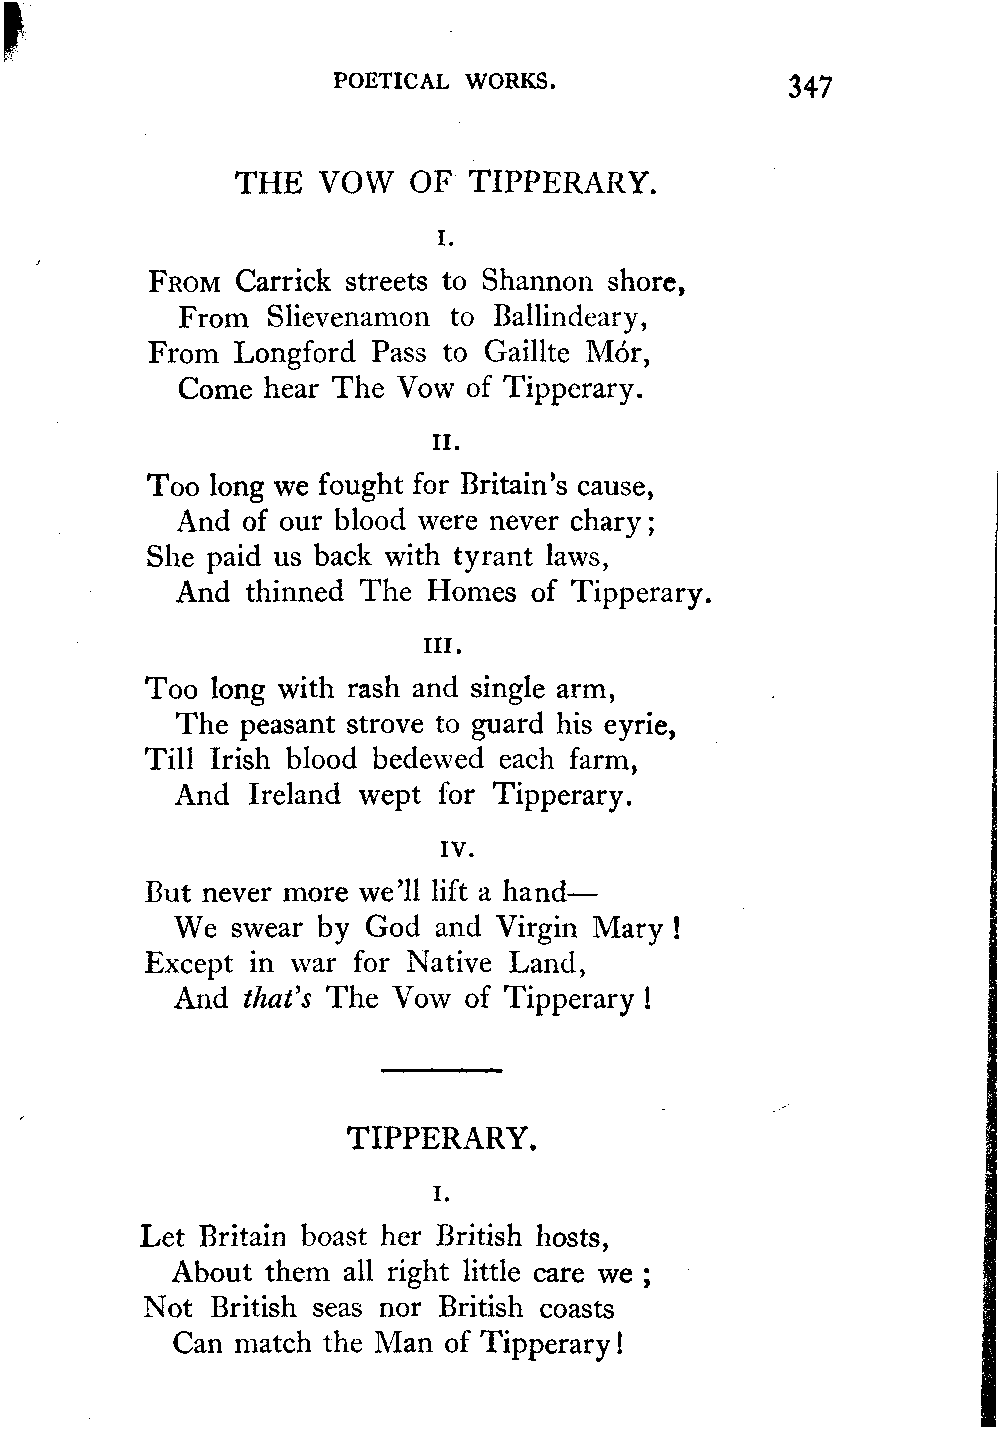 POETICAL WORKS. 347
THE VOW OF TIPPERARY.
I.
FROM Carrick streets to Shannon shore,
From Slievenamon to Ballindeary,
From Longford Pass to Gaillte Mór,
Come hear The Vow of Tipperary.
II.
Too long we fought for Britain's cause,
And of our blood were never chary;
She paid us back with tyrant laws,
And thinned The Homes of Tipperary.
III.
Too long with rash and single arm,
The peasant strove to guard his eyrie,
Till Irish blood bedewed each farm,
And Ireland wept for Tipperary.
IV.
But never more we'll lift a hand—
We swear by God and Virgin Mary!
Except in war for Native Land,
And that's The Vow of Tipperary!
TIPPERARY.
I.
Let Britain boast her British hosts,
About them all right little care we;
Not British seas nor British coasts
Can match the Man of Tipperary!